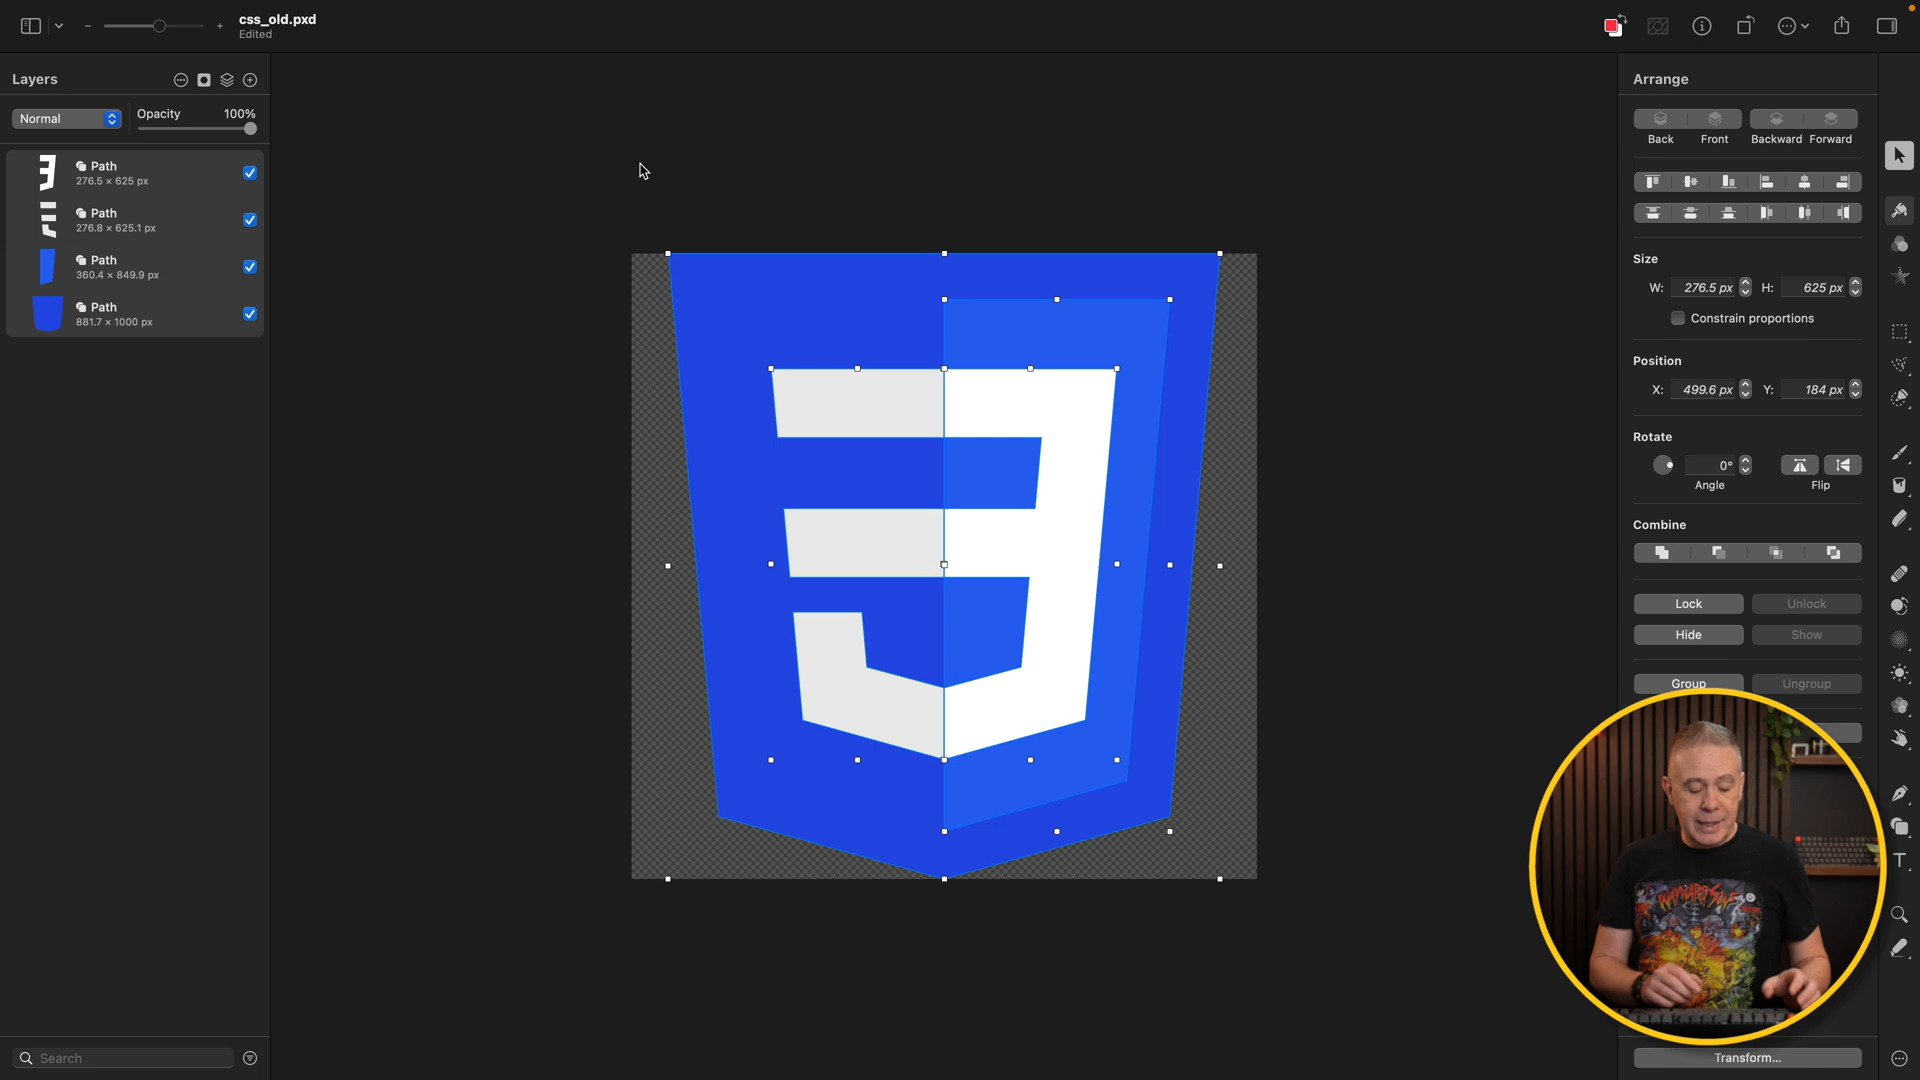 css_old.pxd
Edited
Layers
Normal
Opacity 100%
Path
276.5 × 625 px
Path
276.8 × 625.1 px
Path
360.4 × 849.9 px
Path
881.7 × 1000 px
Search
Arrange
Back Front Backward Forward
Size
W: 276.5 px H: 625 px
Constrain proportions
Position
X: 499.6 px Y: 184 px
Rotate
0°
Angle Flip
Combine
Lock Unlock
Hide Show
Group Ungroup
Transform...